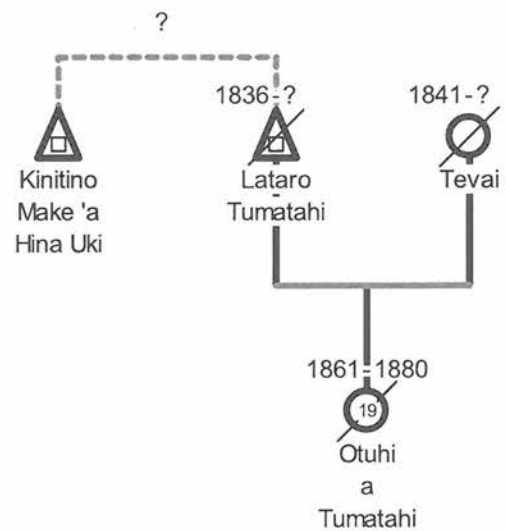 ?
1836-?
1841-?
Kinitino
Make 'a
Hina Uki
Lataro
Tumatahi
Tevai
1861-1880
19
Otuhi
a
Tumatahi